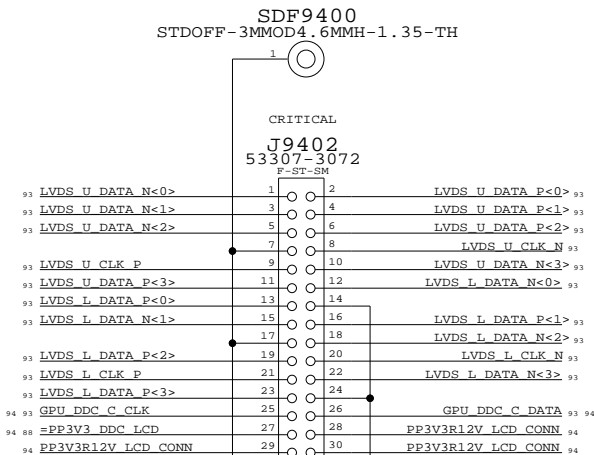 SDF9400
STDOFF-3MMOD4.6MMH-1.35-TH
1
CRITICAL
J9402
53307-3072
F-ST-SM
93 LVDS_U_DATA_N<0> 1 2 LVDS_U_DATA_P<0> 93
93 LVDS_U_DATA_N<1> 3 4 LVDS_U_DATA_P<1> 93
93 LVDS_U_DATA_N<2> 5 6 LVDS_U_DATA_P<2> 93
7 8 LVDS_U_CLK_N 93
93 LVDS_U_CLK_P 9 10 LVDS_U_DATA_N<3> 93
93 LVDS_U_DATA_P<3> 11 12 LVDS_L_DATA_N<0> 93
93 LVDS_L_DATA_P<0> 13 14
93 LVDS_L_DATA_N<1> 15 16 LVDS_L_DATA_P<1> 93
17 18 LVDS_L_DATA_N<2> 93
93 LVDS_L_DATA_P<2> 19 20 LVDS_L_CLK_N 93
93 LVDS_L_CLK_P 21 22 LVDS_L_DATA_N<3> 93
93 LVDS_L_DATA_P<3> 23 24
94 93 GPU_DDC_C_CLK 25 26 GPU_DDC_C_DATA 93 94
94 88 =PP3V3_DDC_LCD 27 28 PP3V3R12V_LCD_CONN 94
94 PP3V3R12V_LCD_CONN 29 30 PP3V3R12V_LCD_CONN 94